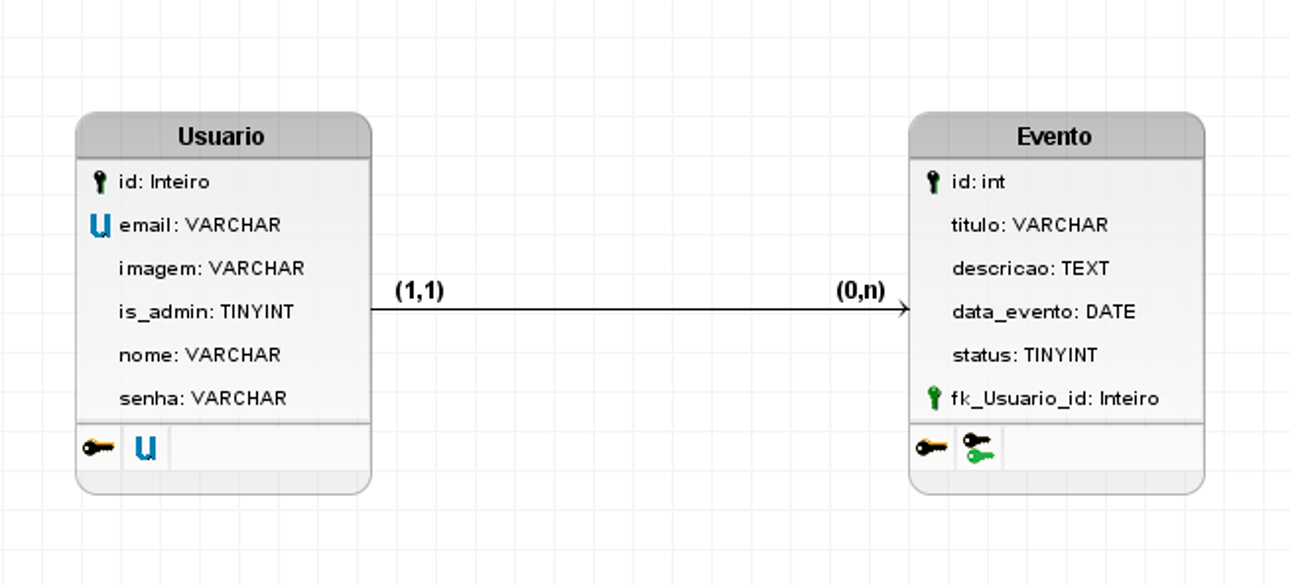 Usuario
id: Inteiro
U email: VARCHAR
imagem: VARCHAR
is_admin: TINYINT
nome: VARCHAR
senha: VARCHAR
U
(1,1)
(0,n)
Evento
id: int
titulo: VARCHAR
descricao: TEXT
data_evento: DATE
status: TINYINT
fk_Usuario_id: Inteiro